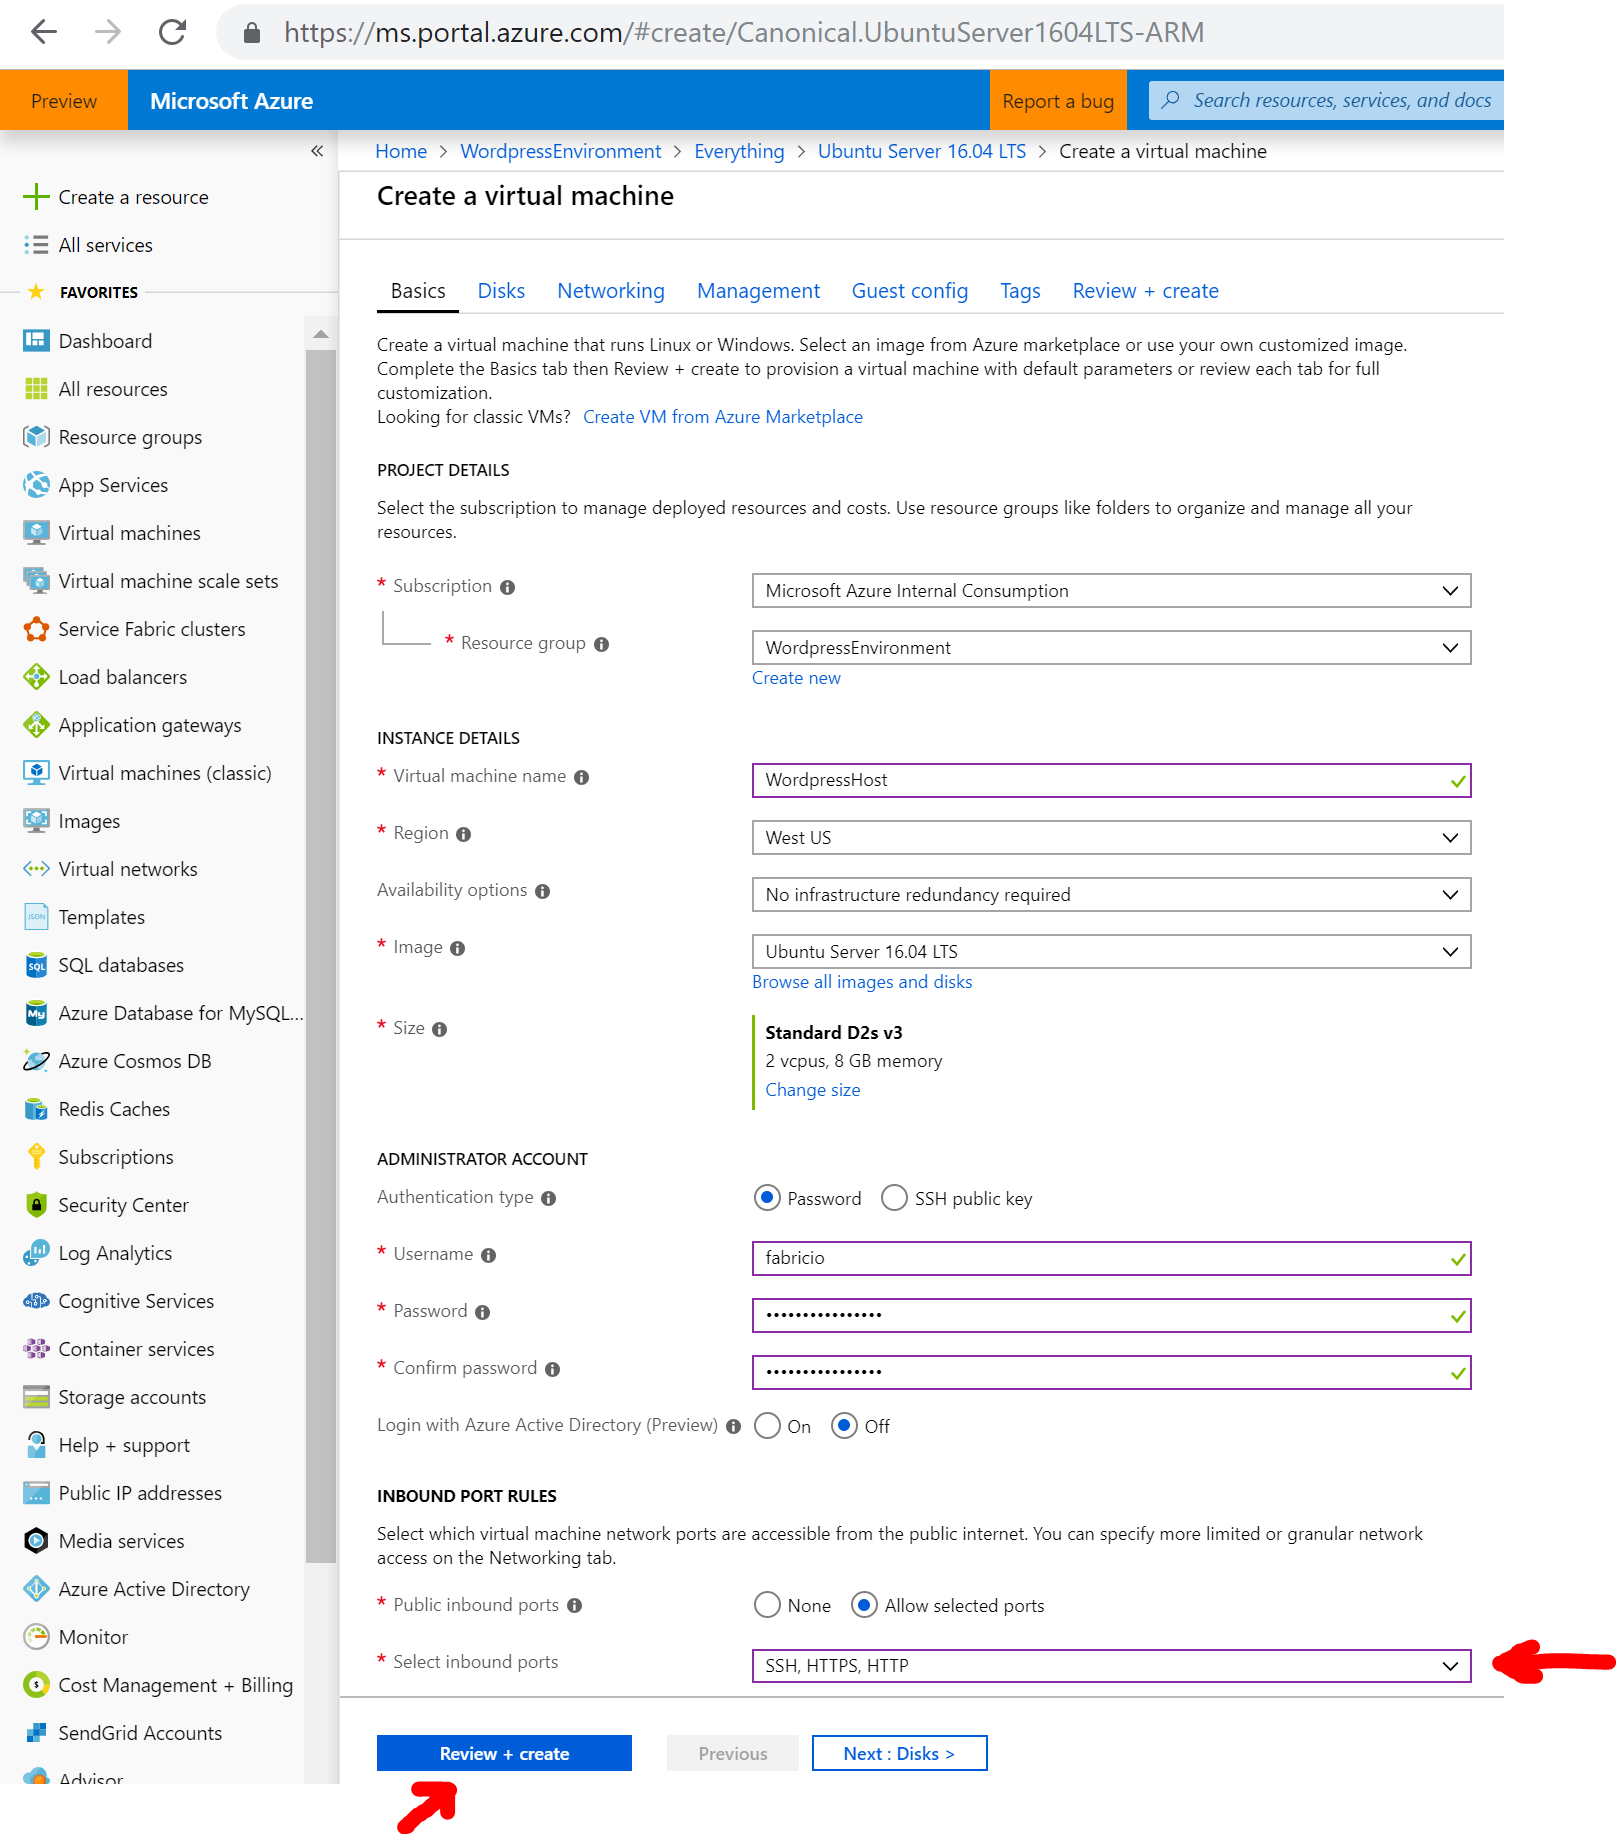 https://ms.portal.azure.com/#create/Canonical.UbuntuServer1604LTS-ARM
Preview
Microsoft Azure
Report a bug
Search resources, services, and docs
«
Home > WordpressEnvironment > Everything > Ubuntu Server 16.04 LTS > Create a virtual machine
Create a resource
All services
FAVORITES
Dashboard
All resources
Resource groups
App Services
Virtual machines
Virtual machine scale sets
Service Fabric clusters
Load balancers
Application gateways
Virtual machines (classic)
Images
Virtual networks
Templates
SQL databases
Azure Database for MySQL...
Azure Cosmos DB
Redis Caches
Subscriptions
Security Center
Log Analytics
Cognitive Services
Container services
Storage accounts
Help + support
Public IP addresses
Media services
Azure Active Directory
Monitor
Cost Management + Billing
SendGrid Accounts
Advisor
Create a virtual machine
Basics Disks Networking Management Guest config Tags Review + create
Create a virtual machine that runs Linux or Windows. Select an image from Azure marketplace or use your own customized image.
Complete the Basics tab then Review + create to provision a virtual machine with default parameters or review each tab for full
customization.
Looking for classic VMs? Create VM from Azure Marketplace
PROJECT DETAILS
Select the subscription to manage deployed resources and costs. Use resource groups like folders to organize and manage all your
resources.
* Subscription
Microsoft Azure Internal Consumption
* Resource group
WordpressEnvironment
Create new
INSTANCE DETAILS
* Virtual machine name
WordpressHost
* Region
West US
Availability options
No infrastructure redundancy required
* Image
Ubuntu Server 16.04 LTS
Browse all images and disks
* Size
Standard D2s v3
2 vcpus, 8 GB memory
Change size
ADMINISTRATOR ACCOUNT
Authentication type
Password SSH public key
* Username
fabricio
* Password
••••••••••••••••
* Confirm password
••••••••••••••••
Login with Azure Active Directory (Preview)
On Off
INBOUND PORT RULES
Select which virtual machine network ports are accessible from the public internet. You can specify more limited or granular network
access on the Networking tab.
* Public inbound ports
None Allow selected ports
* Select inbound ports
SSH, HTTPS, HTTP
Review + create
Previous
Next : Disks >